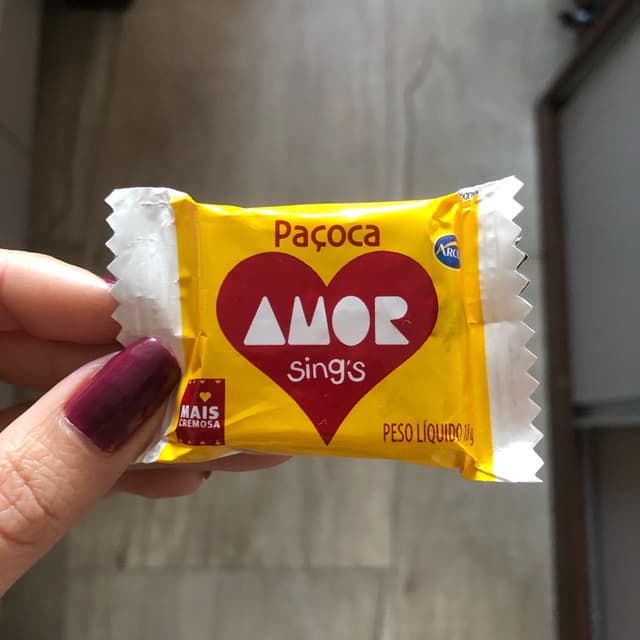 Paçoca
AMOR
sing's
MAIS
CREMOSA
PESO LÍQUIDO